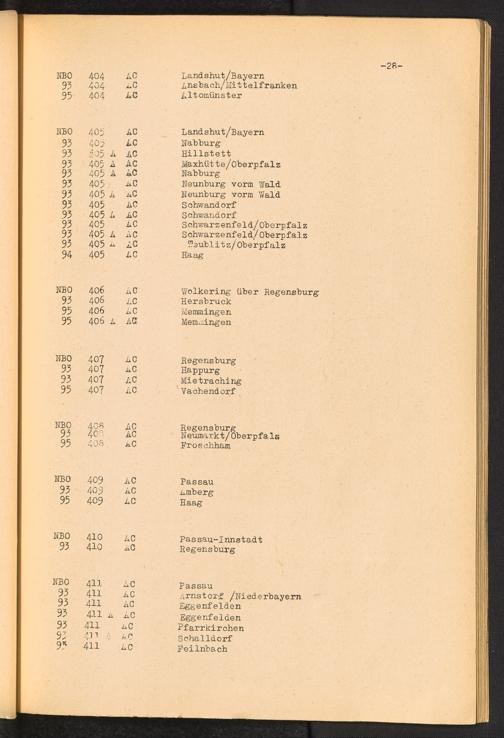 -28-
NBO 404 AC Landshut/Bayern
93 404 AC Ansbach/Mittelfranken
95 404 AC Altomünster
NBO 405 AC Landshut/Bayern
93 405 AC Nabburg
93 405 A AC Hillstett
93 405 A AC Maxhütte/Oberpfalz
93 405 A AC Nabburg
93 405 AC Neunburg vorm Wald
93 405 A AC Neunburg vorm Wald
93 405 AC Schwandorf
93 405 A AC Schwandorf
93 405 AC Schwarzenfeld/Oberpfalz
93 405 A AC Schwarzenfeld/Oberpfalz
93 405 A AC Teublitz/Oberpfalz
94 405 AC Haag
NBO 406 AC Wolkering über Regensburg
93 406 AC Hersbruck
95 406 AC Memmingen
95 406 A AC Memmingen
NBO 407 AC Regensburg
93 407 AC Happurg
93 407 AC Mietraching
95 407 AC Vachendorf
NBO 408 AC Regensburg
93 408 AC Neumarkt/Oberpfals
95 408 AC Froschham
NBO 409 AC Passau
93 409 AC Amberg
95 409 AC Haag
NBO 410 AC Passau-Innstadt
93 410 AC Regensburg
NBO 411 AC Passau
93 411 AC Arnstorf /Niederbayern
93 411 AC Eggenfelden
93 411 A AC Eggenfelden
93 411 AC Pfarrkirchen
93 411 A AC Schalldorf
95 411 AC Feilnbach